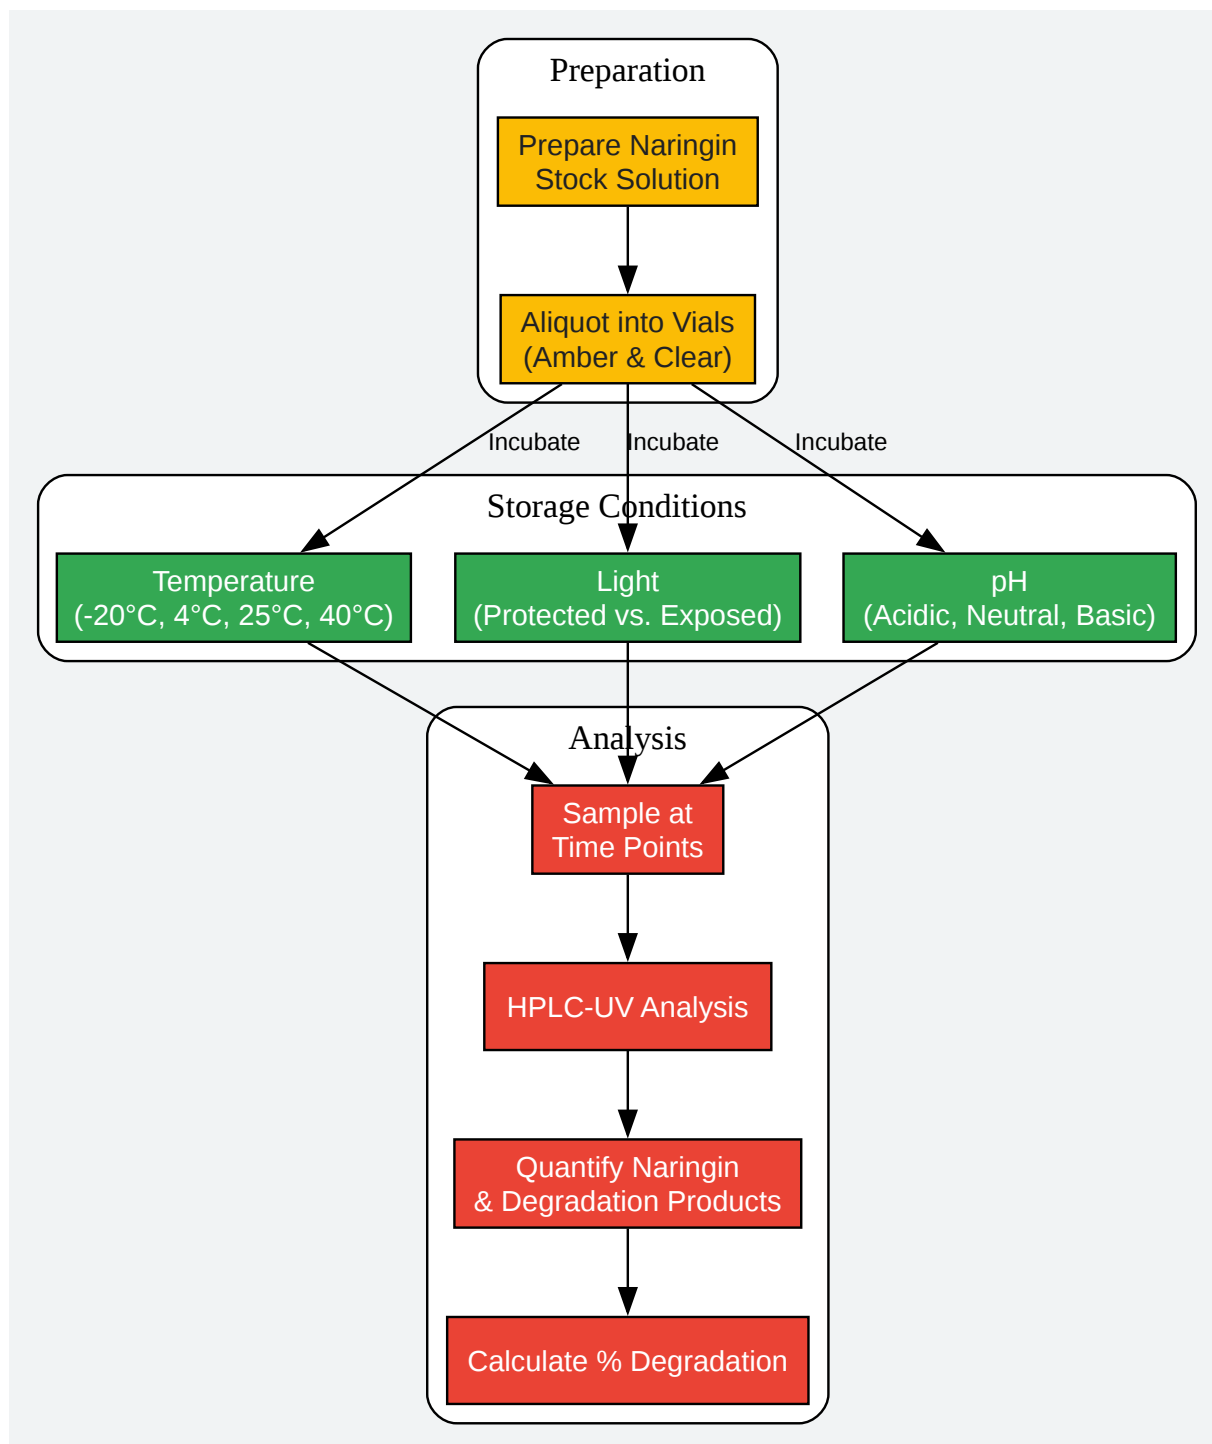 Preparation
Prepare Naringin
Stock Solution
Aliquot into Vials
(Amber & Clear)
Incubate
Incubate
Incubate
Storage Conditions
Temperature
(-20°C, 4°C, 25°C, 40°C)
Light
(Protected vs. Exposed)
pH
(Acidic, Neutral, Basic)
Analysis
Sample at
Time Points
HPLC-UV Analysis
Quantify Naringin
& Degradation Products
Calculate % Degradation